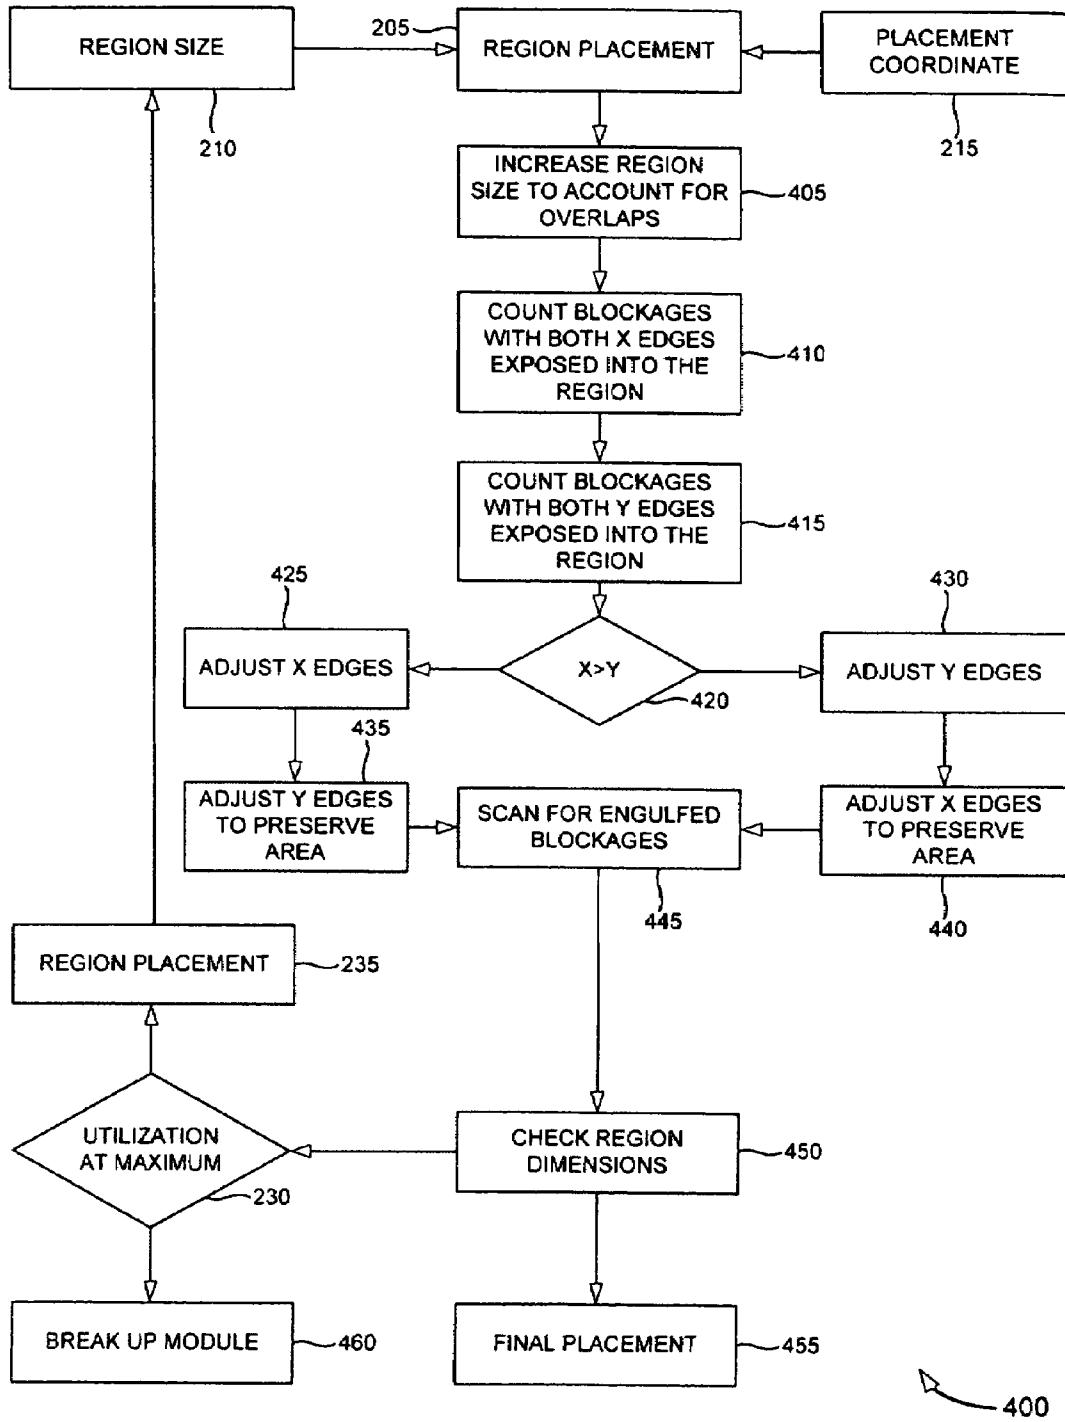 205
REGION SIZE
REGION PLACEMENT
PLACEMENT
COORDINATE
210
215
INCREASE REGION
SIZE TO ACCOUNT FOR
OVERLAPS
405
COUNT BLOCKAGES
WITH BOTH X EDGES
EXPOSED INTO THE
REGION
410
COUNT BLOCKAGES
WITH BOTH Y EDGES
EXPOSED INTO THE
REGION
415
425
430
ADJUST X EDGES
X>Y
ADJUST Y EDGES
420
435
ADJUST Y EDGES
TO PRESERVE
AREA
SCAN FOR ENGULFED
BLOCKAGES
ADJUST X EDGES
TO PRESERVE
AREA
445
440
REGION PLACEMENT
235
UTILIZATION
AT MAXIMUM
230
CHECK REGION
DIMENSIONS
450
BREAK UP MODULE
460
FINAL PLACEMENT
455
400